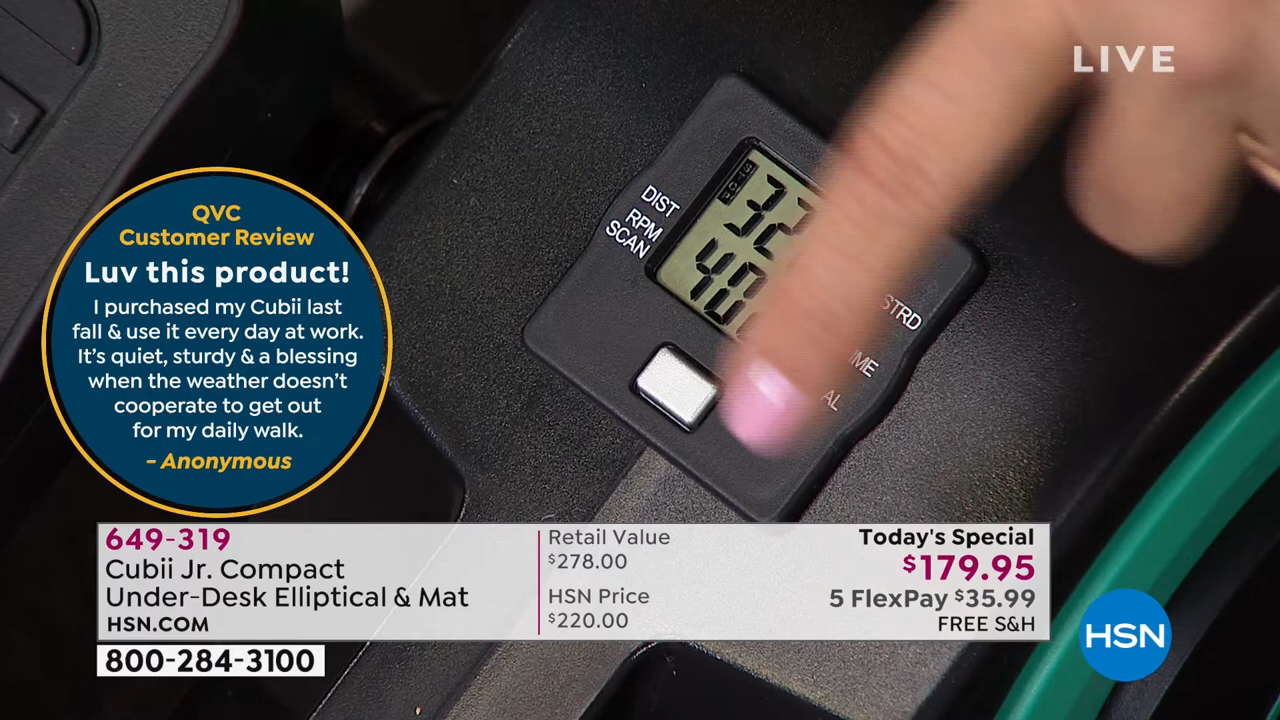 LIVE
QVC
Customer Review
Luv this product!
I purchased my Cubii last
fall & use it every day at work.
It's quiet, sturdy & a blessing
when the weather doesn't
cooperate to get out
for my daily walk.
- Anonymous
DIST
RPM
SCAN
STOP
32
48
649-319
Cubii Jr. Compact
Under-Desk Elliptical & Mat
HSN.COM
Retail Value
$278.00
HSN Price
$220.00
Today's Special
$179.95
5 FlexPay $35.99
FREE S&H
800-284-3100
HSN